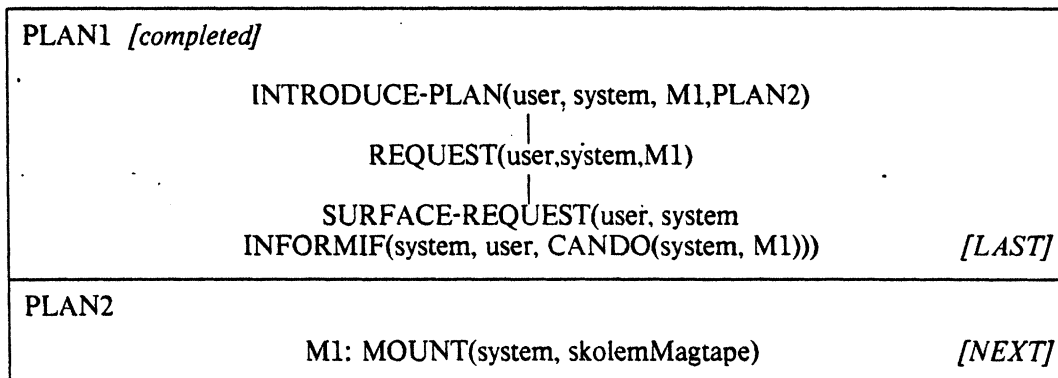 PLAN1 [completed]
INTRODUCE-PLAN(user, system, M1,PLAN2)
REQUEST(user,system,M1)
SURFACE-REQUEST(user, system
INFORMIF(system, user, CANDO(system, M1))) [LAST]
PLAN2
M1: MOUNT(system, skolemMagtape) [NEXT]